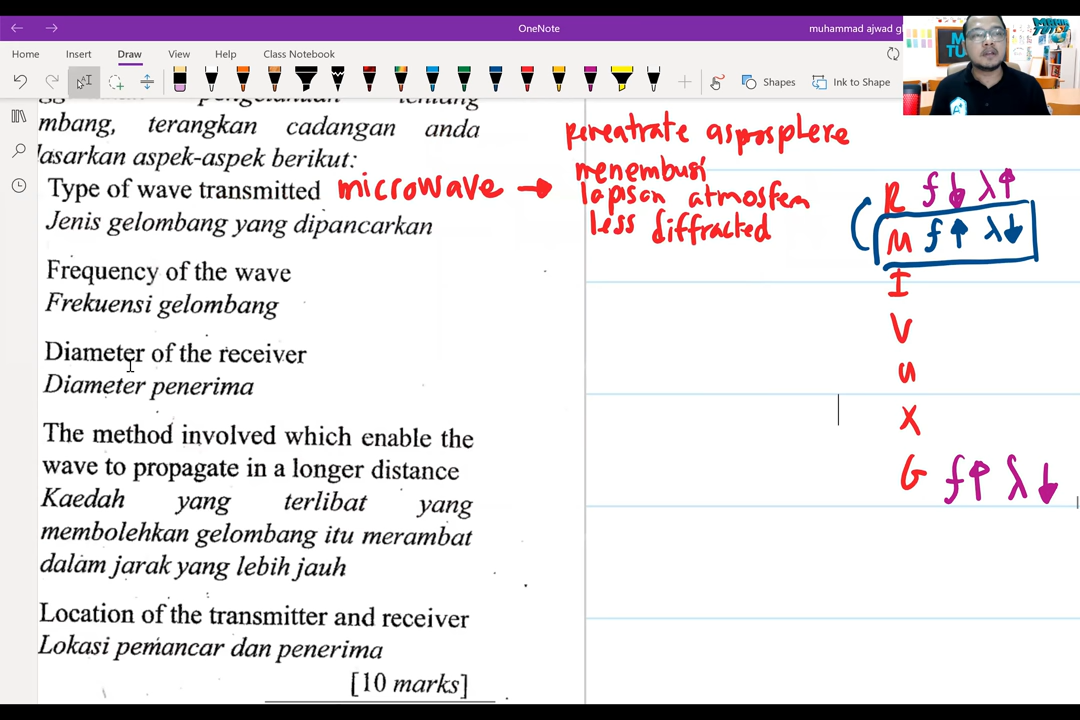 OneNote
muhammad ajwad
Home Insert Draw View Help Class Notebook
Shapes Ink to Share
pengetahuan tentang
mbang, terangkan cadangan anda
dasarkan aspek-aspek berikut:
Type of wave transmitted
Jenis gelombang yang dipancarkan
Frequency of the wave
Frekuensi gelombang
Diameter of the receiver
Diameter penerima
The method involved which enable the
wave to propagate in a longer distance
Kaedah yang terlibat yang
membolehkan gelombang itu merambat
dalam jarak yang lebih jauh
Location of the transmitter and receiver
Lokasi pemancar dan penerima
[10 marks]
microwave →
menembusi
lapisan
less diffracted
R f ↓ λ ↑
M f ↑ λ ↓
I
V
u
X
G f ↑ λ ↓